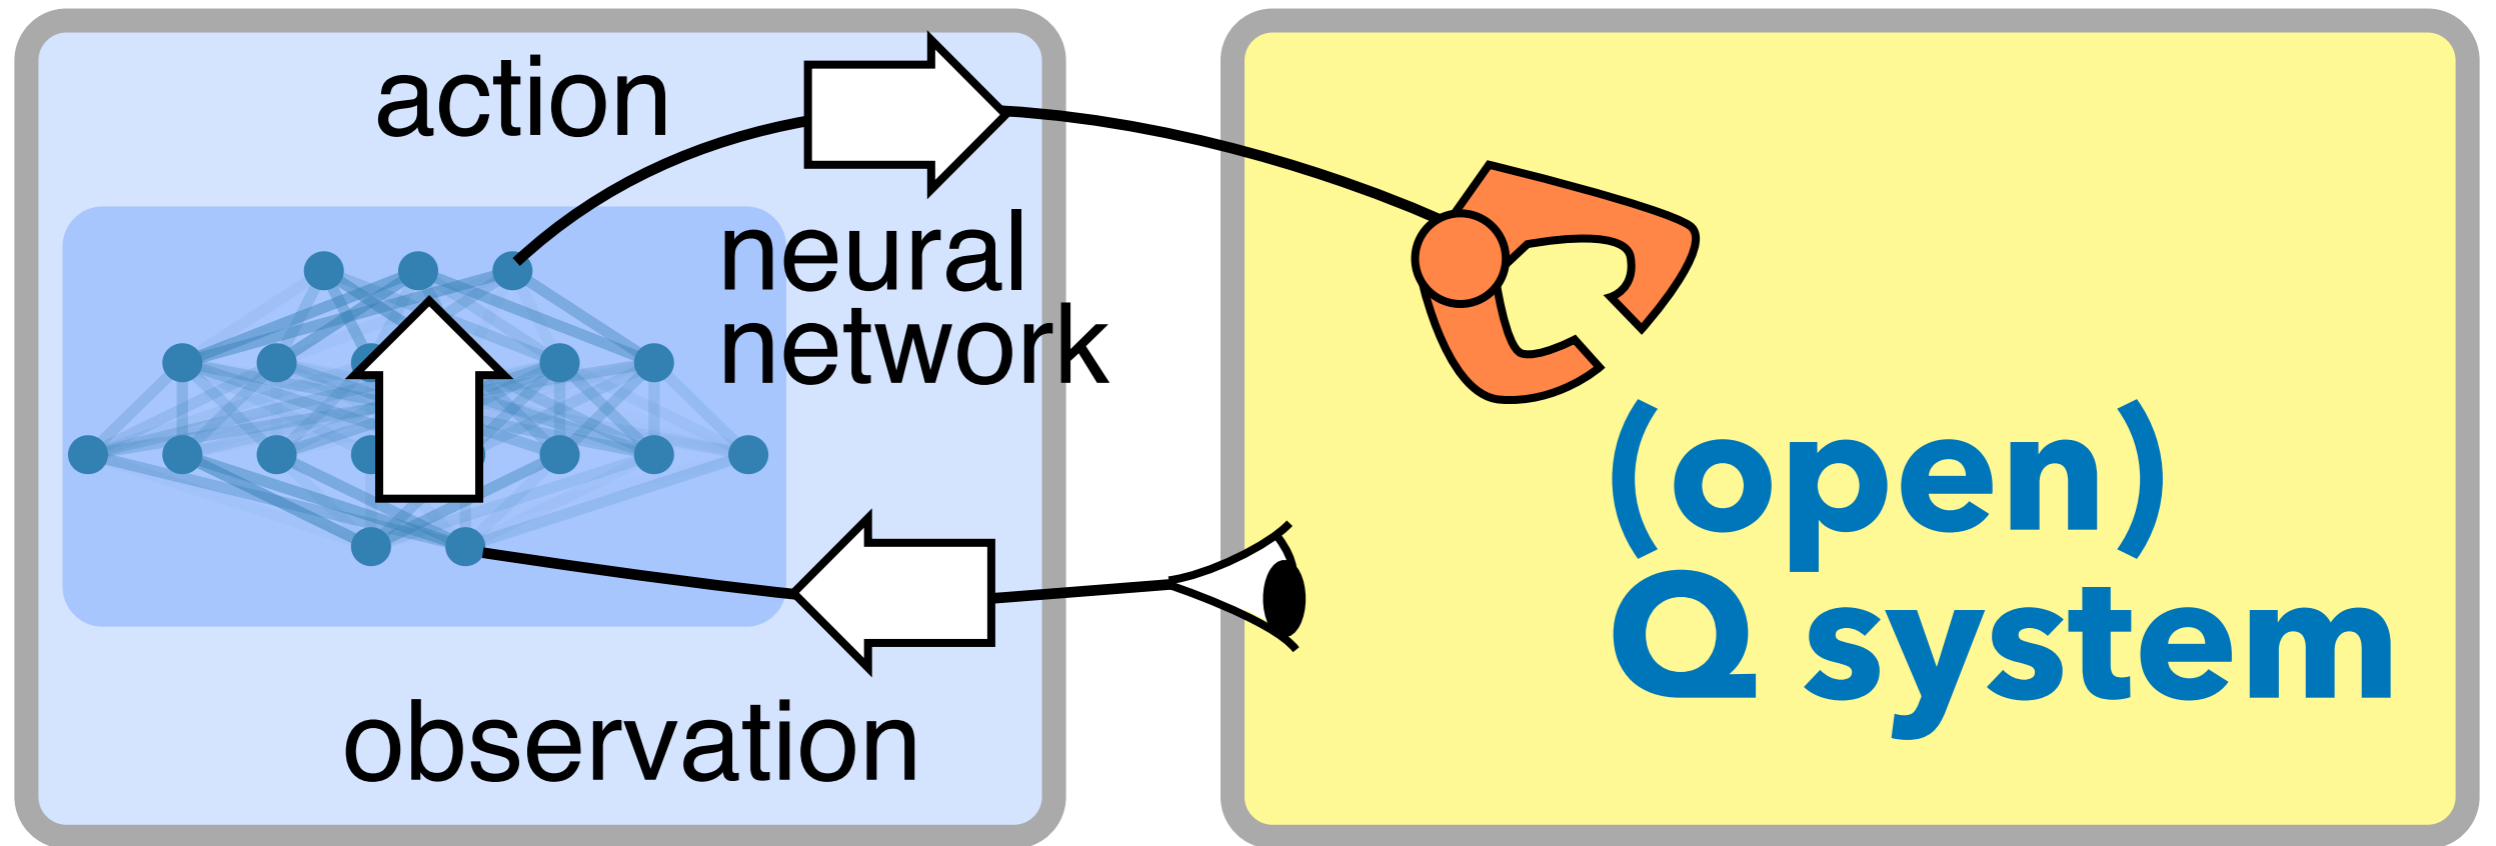 action
neural
network
observation
(open)
Q system